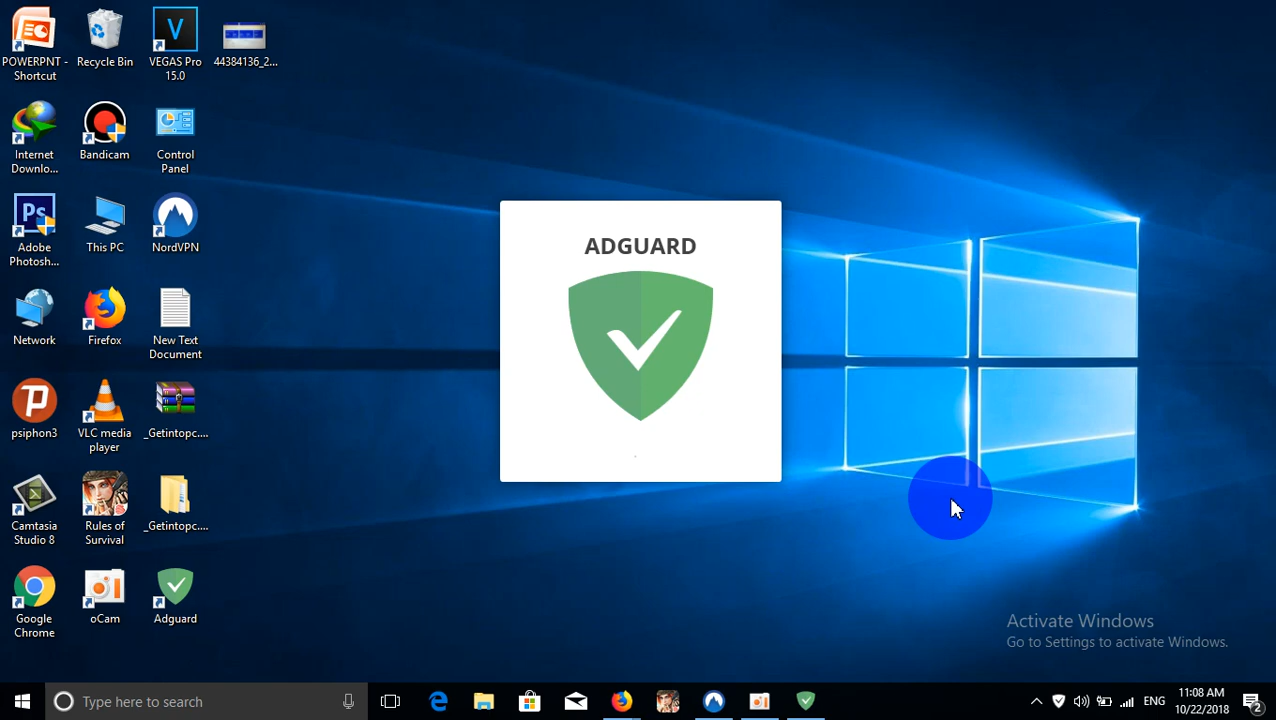 POWERPNT -
Shortcut
Recycle Bin
VEGAS Pro
15.0
44384136_2...
Internet
Downlo...
Bandicam
Control
Panel
Adobe
Photosh...
This PC
NordVPN
Network
Firefox
New Text
Document
psiphon3
VLC media
player
_Getintopc....
Camtasia
Studio 8
Rules of
Survival
_Getintopc....
Google
Chrome
oCam
Adguard
ADGUARD
Activate Windows
Go to Settings to activate Windows.
Type here to search
ENG
11:08 AM
10/22/2018
2